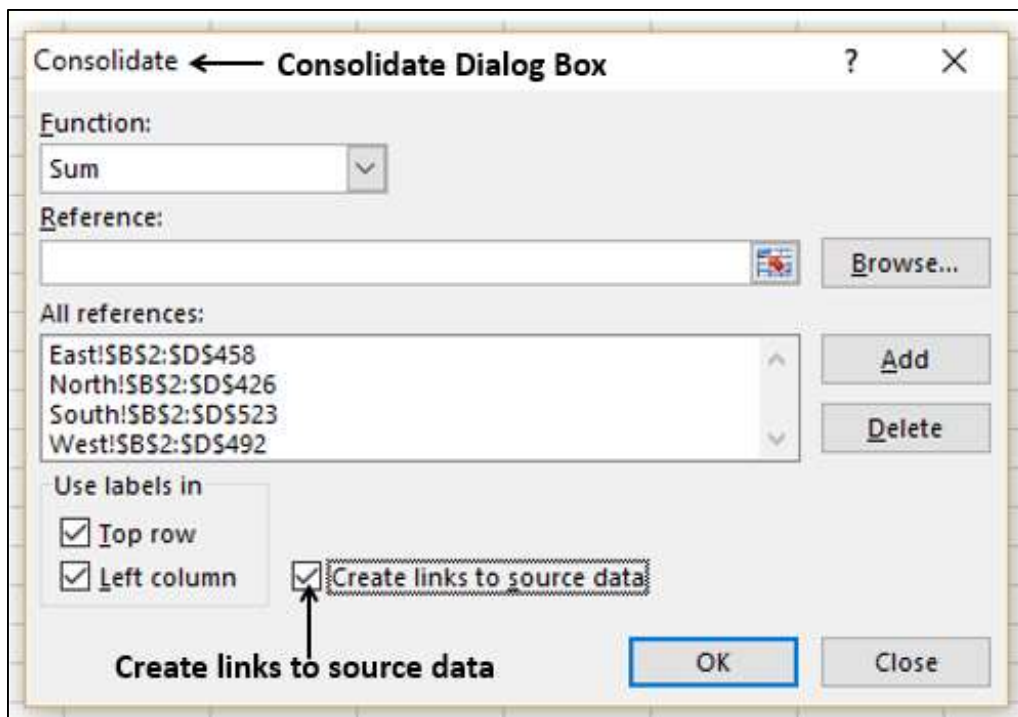 Consolidate Consolidate Dialog Box ?
Function:
Sum
Reference:
Browse...
All references:
East!$B$2:$D$458
North!$B$2:$D$426
South!$B$2:$D$523
West!$B$2:$D$492
Add
Delete
Use labels in
Top row
Left column
Create links to source data
Create links to source data
OK
Close